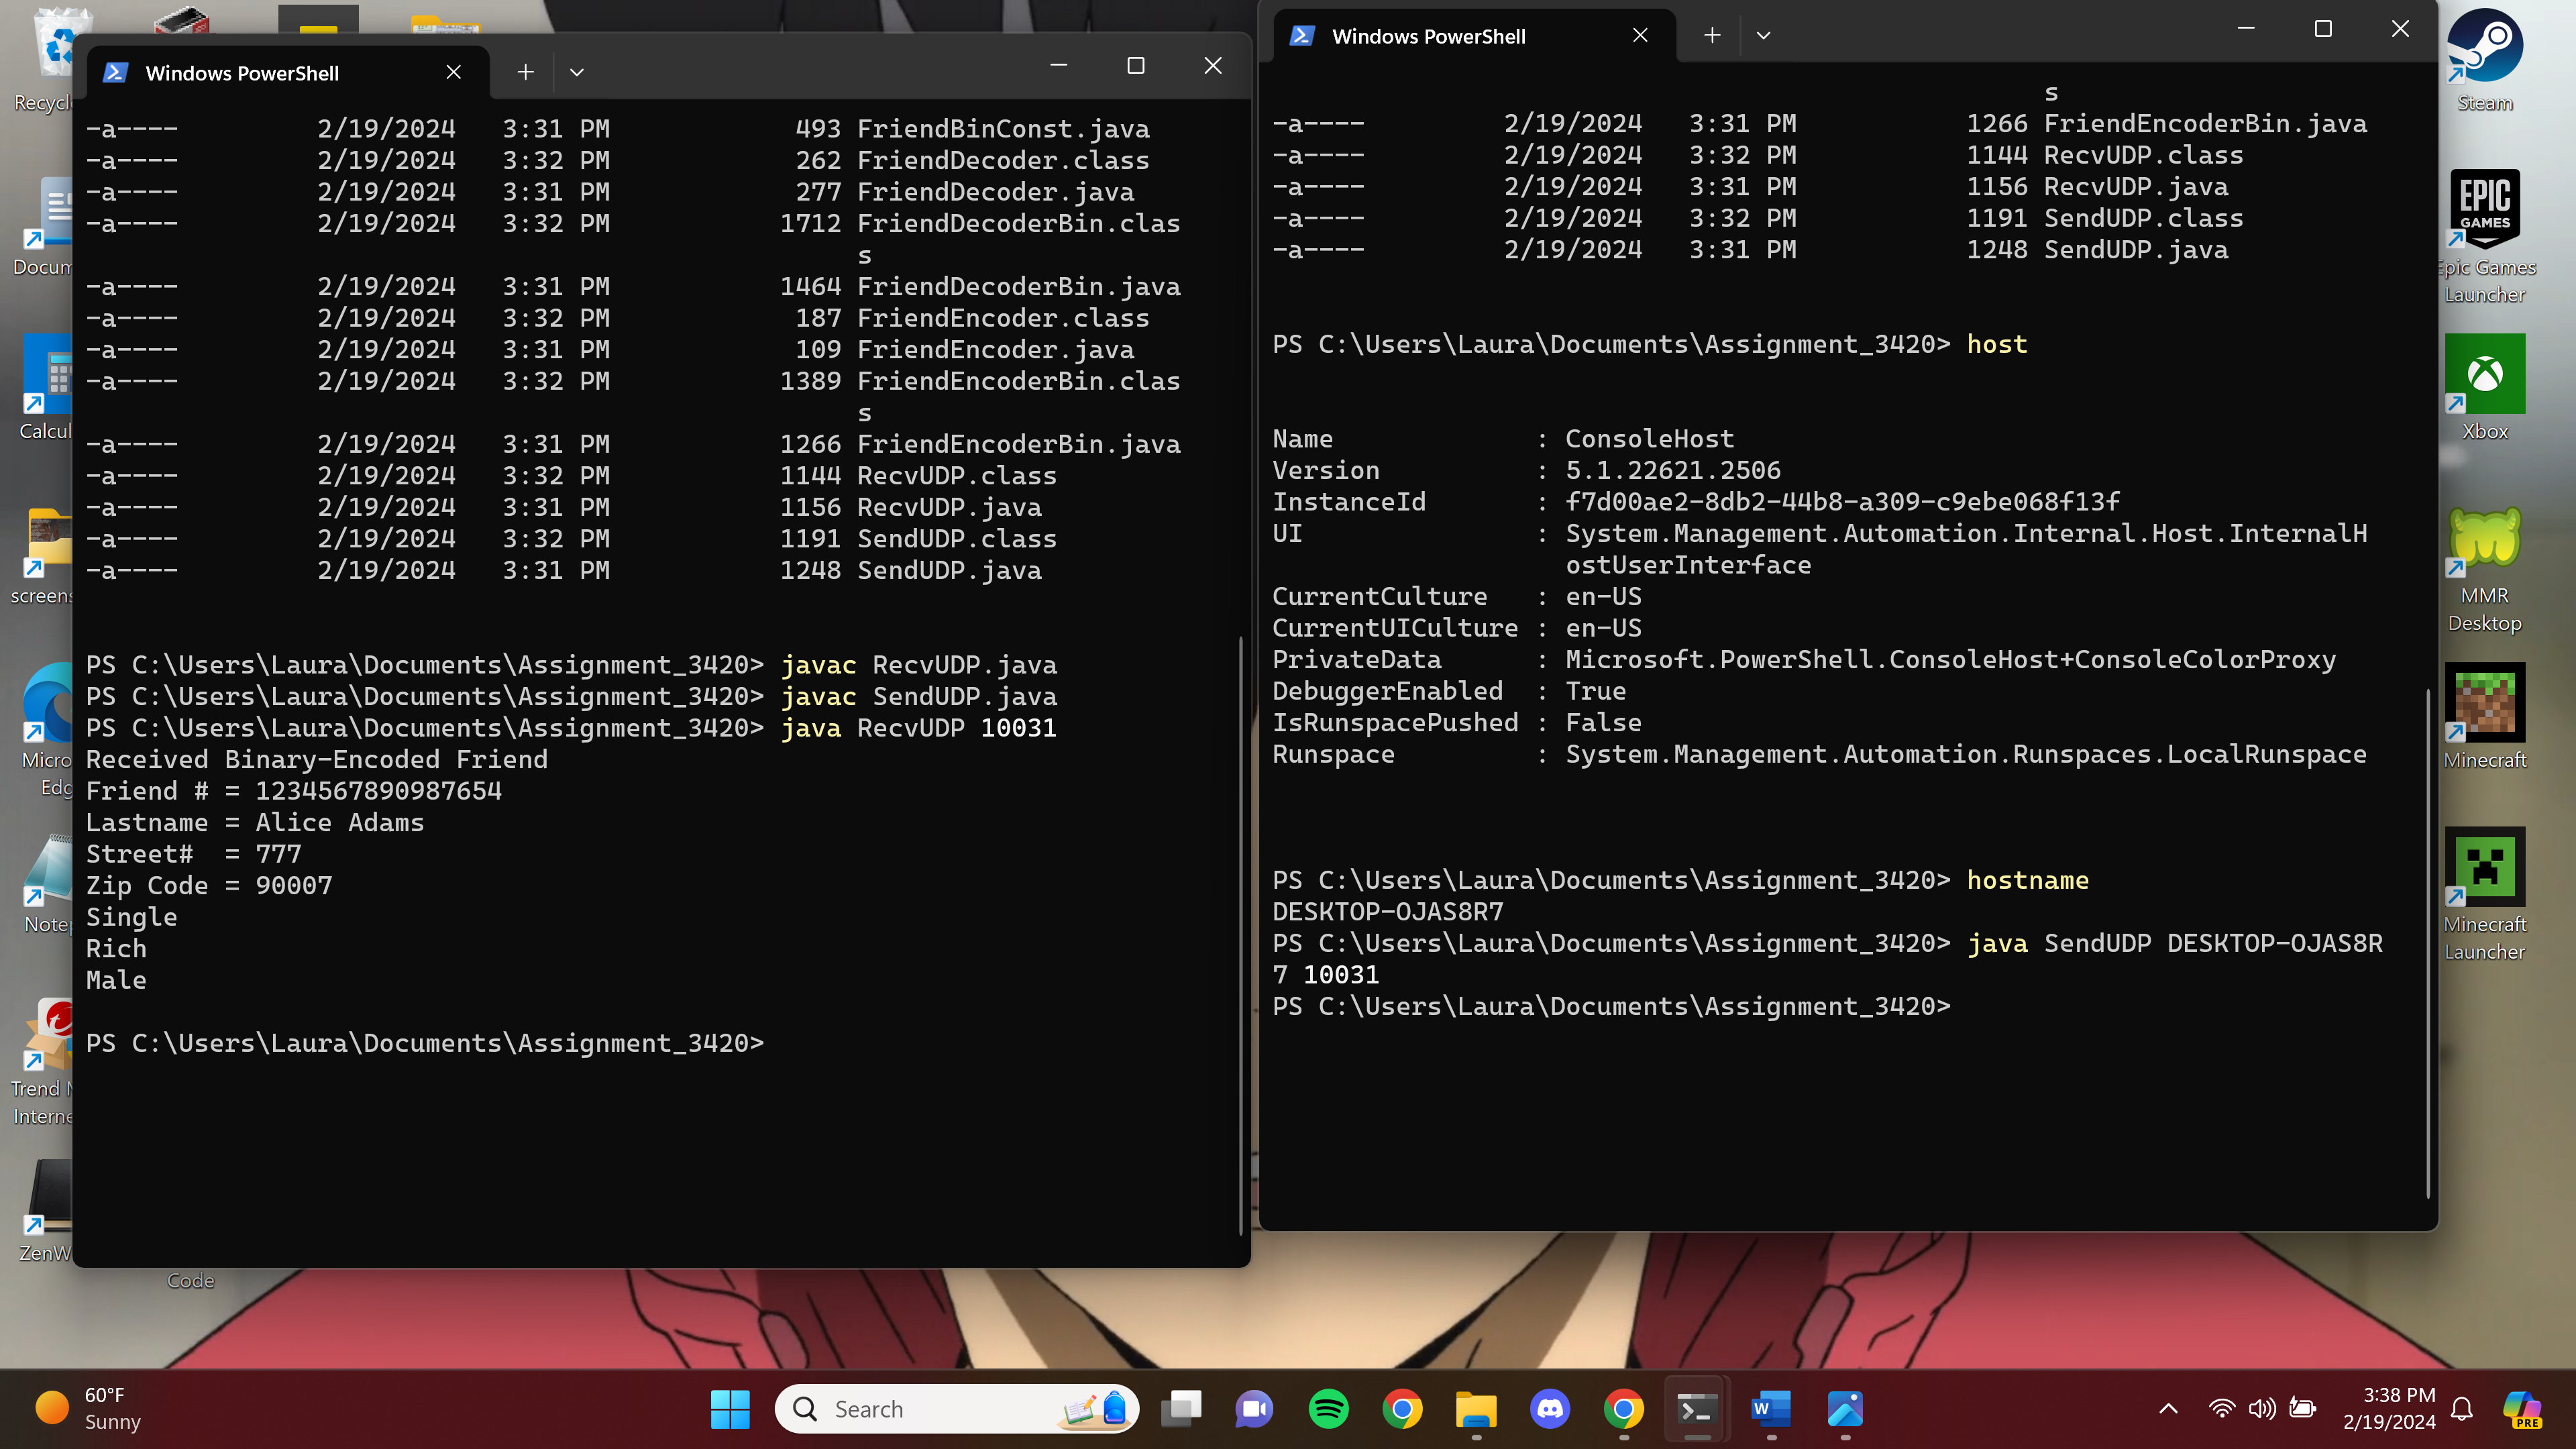 Recycl
Docum
Calcul
screens
Micro
Edg
Notep
Trend M
Interne
ZenW
Code
Windows PowerShell
-a---- 2/19/2024 3:31 PM 493 FriendBinConst.java
-a---- 2/19/2024 3:32 PM 262 FriendDecoder.class
-a---- 2/19/2024 3:31 PM 277 FriendDecoder.java
-a---- 2/19/2024 3:32 PM 1712 FriendDecoderBin.clas
s
-a---- 2/19/2024 3:31 PM 1464 FriendDecoderBin.java
-a---- 2/19/2024 3:32 PM 187 FriendEncoder.class
-a---- 2/19/2024 3:31 PM 109 FriendEncoder.java
-a---- 2/19/2024 3:32 PM 1389 FriendEncoderBin.clas
s
-a---- 2/19/2024 3:31 PM 1266 FriendEncoderBin.java
-a---- 2/19/2024 3:32 PM 1144 RecvUDP.class
-a---- 2/19/2024 3:31 PM 1156 RecvUDP.java
-a---- 2/19/2024 3:32 PM 1191 SendUDP.class
-a---- 2/19/2024 3:31 PM 1248 SendUDP.java
PS C:\Users\Laura\Documents\Assignment_3420> javac RecvUDP.java
PS C:\Users\Laura\Documents\Assignment_3420> javac SendUDP.java
PS C:\Users\Laura\Documents\Assignment_3420> java RecvUDP 10031
Received Binary-Encoded Friend
Friend # = 1234567890987654
Lastname = Alice Adams
Street#  = 777
Zip Code = 90007
Single
Rich
Male
PS C:\Users\Laura\Documents\Assignment_3420>
Windows PowerShell
s
-a---- 2/19/2024 3:31 PM 1266 FriendEncoderBin.java
-a---- 2/19/2024 3:32 PM 1144 RecvUDP.class
-a---- 2/19/2024 3:31 PM 1156 RecvUDP.java
-a---- 2/19/2024 3:32 PM 1191 SendUDP.class
-a---- 2/19/2024 3:31 PM 1248 SendUDP.java
PS C:\Users\Laura\Documents\Assignment_3420> host
Name : ConsoleHost
Version : 5.1.22621.2506
InstanceId : f7d00ae2-8db2-44b8-a309-c9ebe068f13f
UI : System.Management.Automation.Internal.Host.InternalH
ostUserInterface
CurrentCulture : en-US
CurrentUICulture : en-US
PrivateData : Microsoft.PowerShell.ConsoleHost+ConsoleColorProxy
DebuggerEnabled : True
IsRunspacePushed : False
Runspace : System.Management.Automation.Runspaces.LocalRunspace
PS C:\Users\Laura\Documents\Assignment_3420> hostname
DESKTOP-OJAS8R7
PS C:\Users\Laura\Documents\Assignment_3420> java SendUDP DESKTOP-OJAS8R
7 10031
PS C:\Users\Laura\Documents\Assignment_3420>
Steam
EPIC
GAMES
Epic Games
Launcher
Xbox
MMR
Desktop
Minecraft
Minecraft
Launcher
60°F
Sunny
Search
W
3:38 PM
2/19/2024
PRE